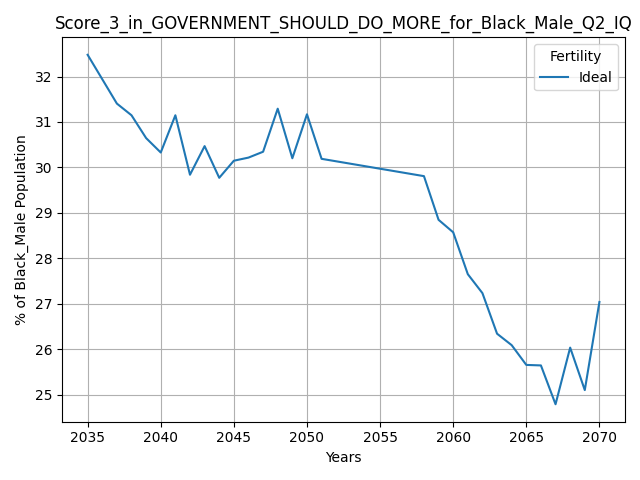 Score_3_in_GOVERNMENT_SHOULD_DO_MORE_for_Black_Male_Q2_IQ
Fertility
Ideal
% of Black_Male Population
32
31
30
29
28
27
26
25
2035 2040 2045 2050 2055 2060 2065 2070
Years